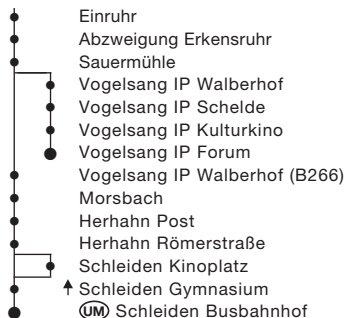 Einruhr
Abzweigung Erkensruhr
Sauermühle
Vogelsang IP Walberhof
Vogelsang IP Schelde
Vogelsang IP Kulturkino
Vogelsang IP Forum
Vogelsang IP Walberhof (B266)
Morsbach
Herhahn Post
Herhahn Römerstraße
Schleiden Kinoplatz
Schleiden Gymnasium
UM Schleiden Busbahnhof